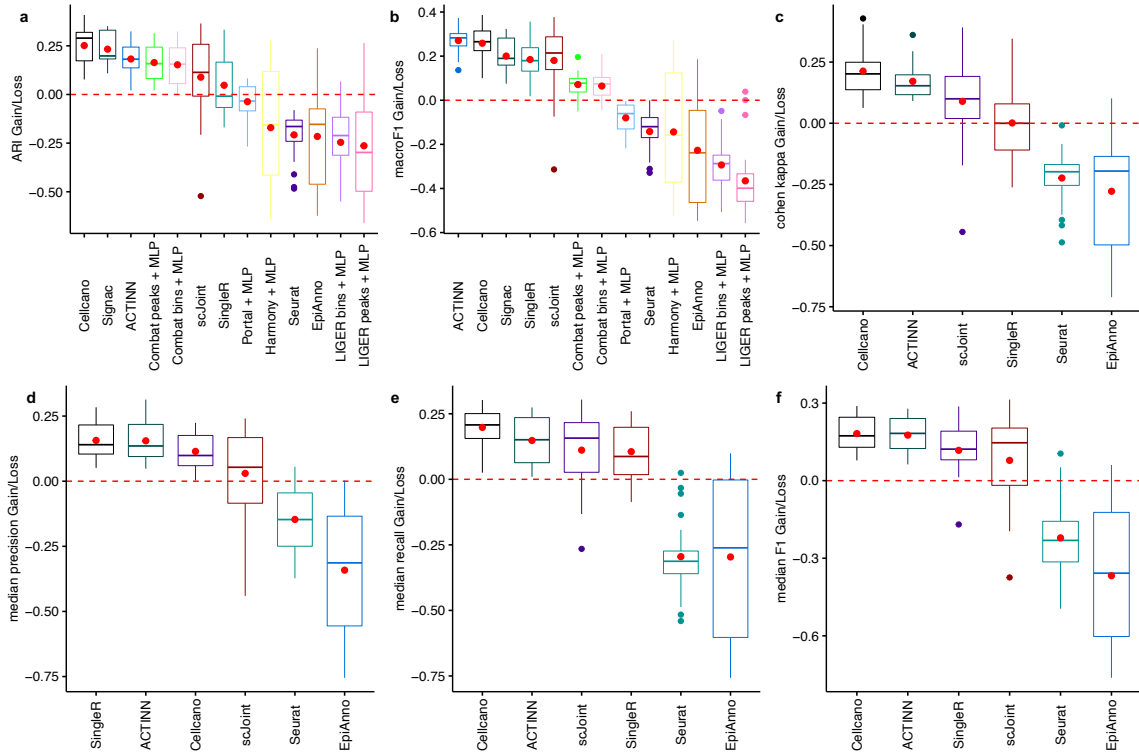 a
ARI Gain/Loss
0.25
0.00
−0.25
−0.50
Cellcano
Signac
ACTINN
Combat peaks + MLP
Combat bins + MLP
scJoint
SingleR
Portal + MLP
Harmony + MLP
Seurat
EpiAnno
LIGER bins + MLP
LIGER peaks + MLP
b
macroF1 Gain/Loss
0.4
0.2
0.0
−0.2
−0.4
−0.6
ACTINN
Cellcano
Signac
SingleR
scJoint
Combat peaks + MLP
Combat bins + MLP
Portal + MLP
Seurat
Harmony + MLP
EpiAnno
LIGER bins + MLP
LIGER peaks + MLP
c
cohen kappa Gain/Loss
0.25
0.00
−0.25
−0.50
−0.75
Cellcano
ACTINN
scJoint
SingleR
Seurat
EpiAnno
d
median precision Gain/Loss
0.25
0.00
−0.25
−0.50
−0.75
SingleR
ACTINN
Cellcano
scJoint
Seurat
EpiAnno
e
median recall Gain/Loss
0.25
0.00
−0.25
−0.50
−0.75
Cellcano
ACTINN
scJoint
SingleR
Seurat
EpiAnno
f
median F1 Gain/Loss
0.3
0.0
−0.3
−0.6
Cellcano
ACTINN
SingleR
scJoint
Seurat
EpiAnno